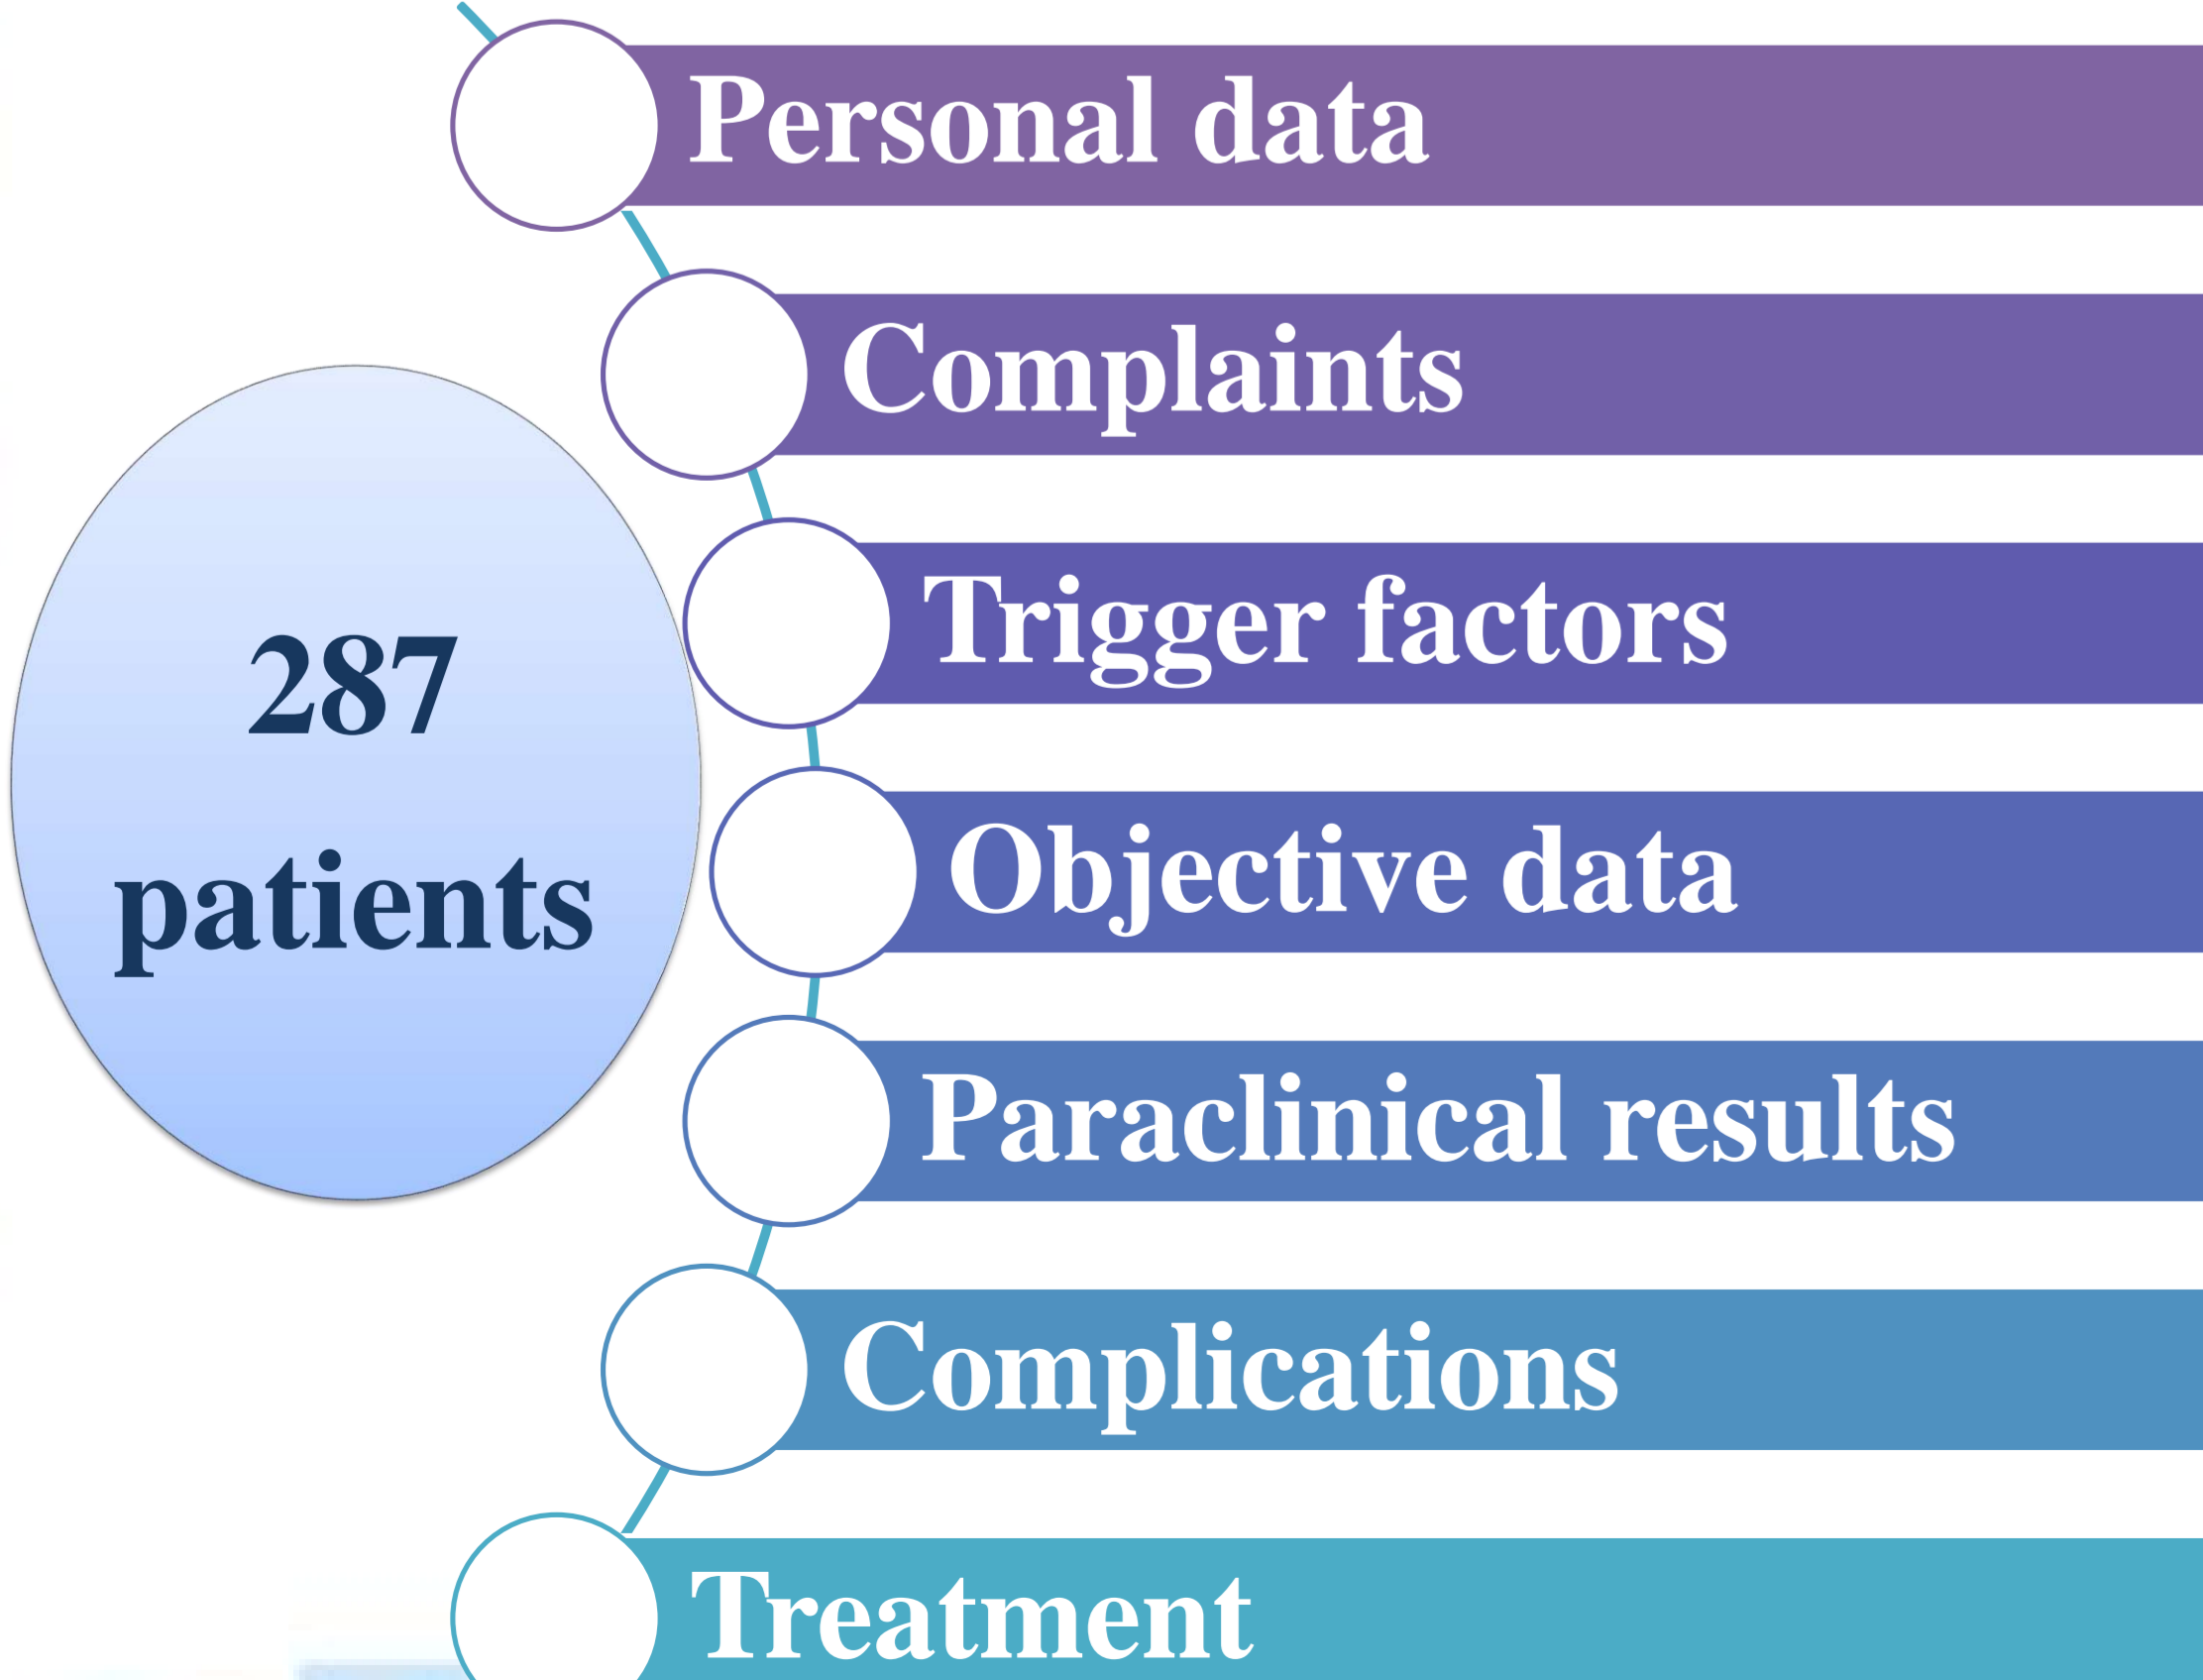 287
patients
Personal data
Complaints
Trigger factors
Objective data
Paraclinical results
Complications
Treatment